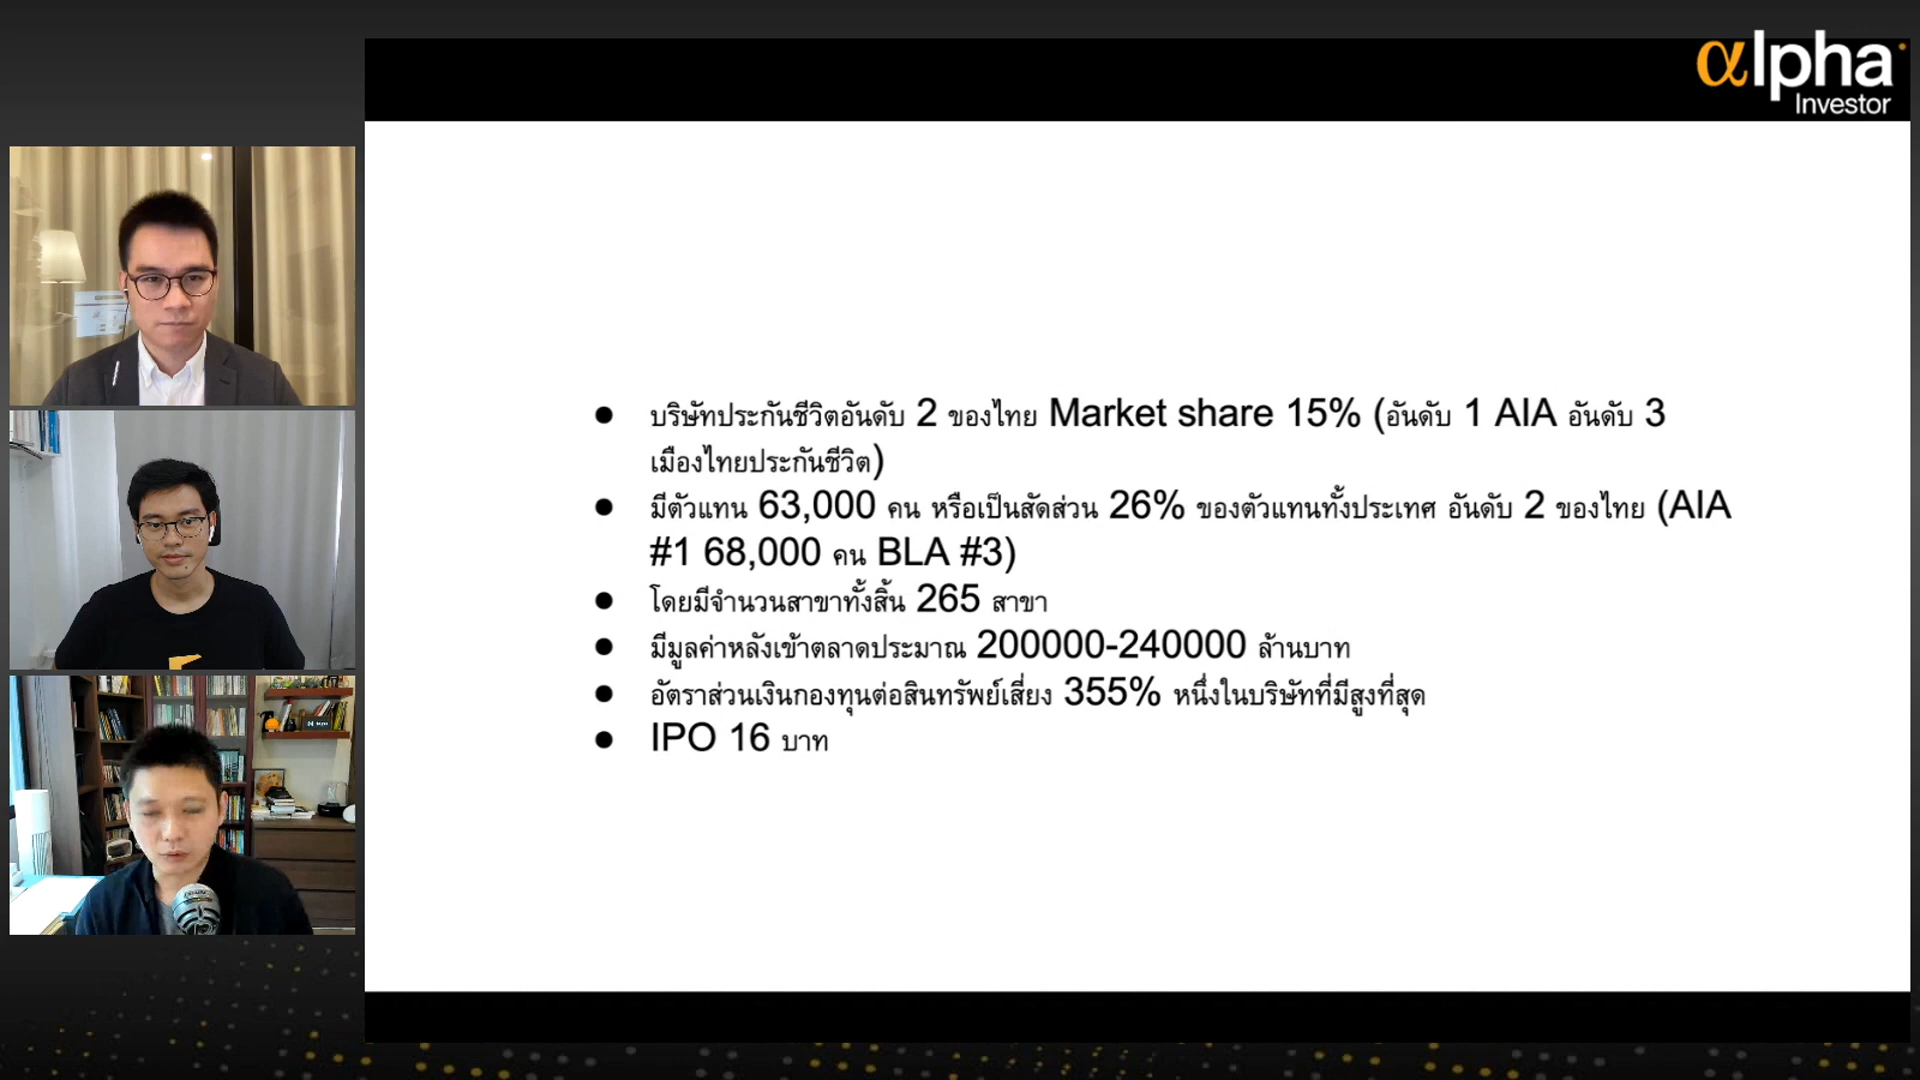 αlpha
Investor
● บริษัทประกันชีวิตอันดับ 2 ของไทย Market share 15% (อันดับ 1 AIA อันดับ 3
เมืองไทยประกันชีวิต)
● มีตัวแทน 63,000 คน หรือเป็นสัดส่วน 26% ของตัวแทนทั้งประเทศ อันดับ 2 ของไทย (AIA
#1 68,000 คน BLA #3)
● โดยมีจำนวนสาขาทั้งสิ้น 265 สาขา
● มีมูลค่าหลังเข้าตลาดประมาณ 200000-240000 ล้านบาท
● อัตราส่วนเงินกองทุนต่อสินทรัพย์เสี่ยง 355% หนึ่งในบริษัทที่มีสูงที่สุด
● IPO 16 บาท